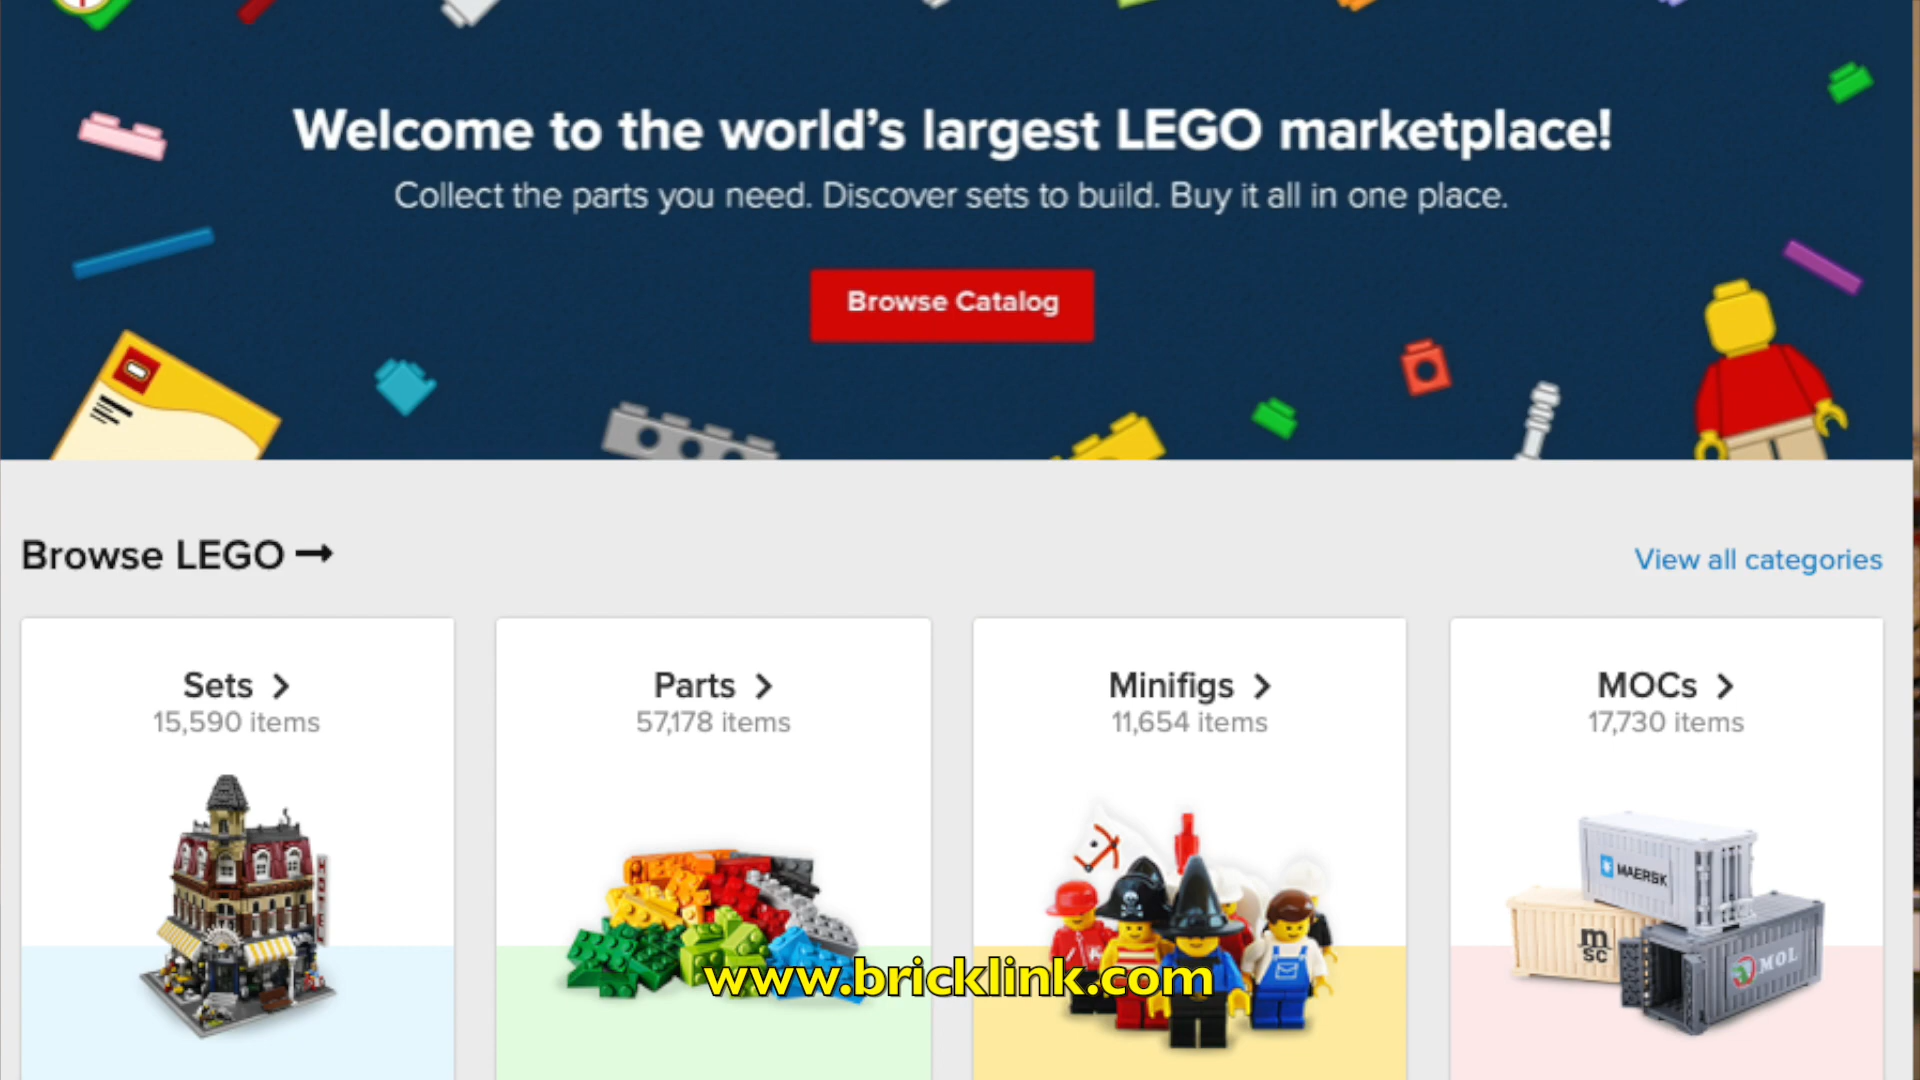 Welcome to the world’s largest LEGO marketplace!
Collect the parts you need. Discover sets to build. Buy it all in one place.
Browse Catalog
Browse LEGO →
View all categories
Sets >
15,590 items
Parts >
57,178 items
Minifigs >
11,654 items
MOCs >
17,730 items
MAERSK
m
SC
MOL
www.bricklink.com